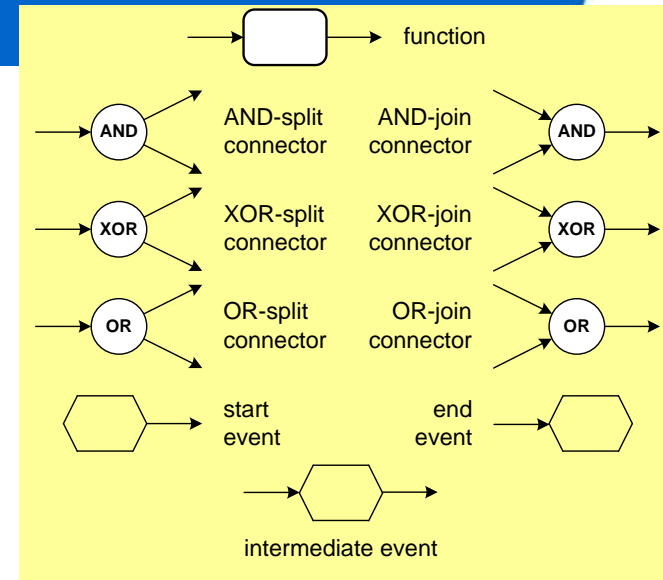 function
AND
AND-split
connector
AND-join
connector
AND
XOR
XOR-split
connector
XOR-join
connector
XOR
OR
OR-split
connector
OR-join
connector
OR
start
event
end
event
intermediate event